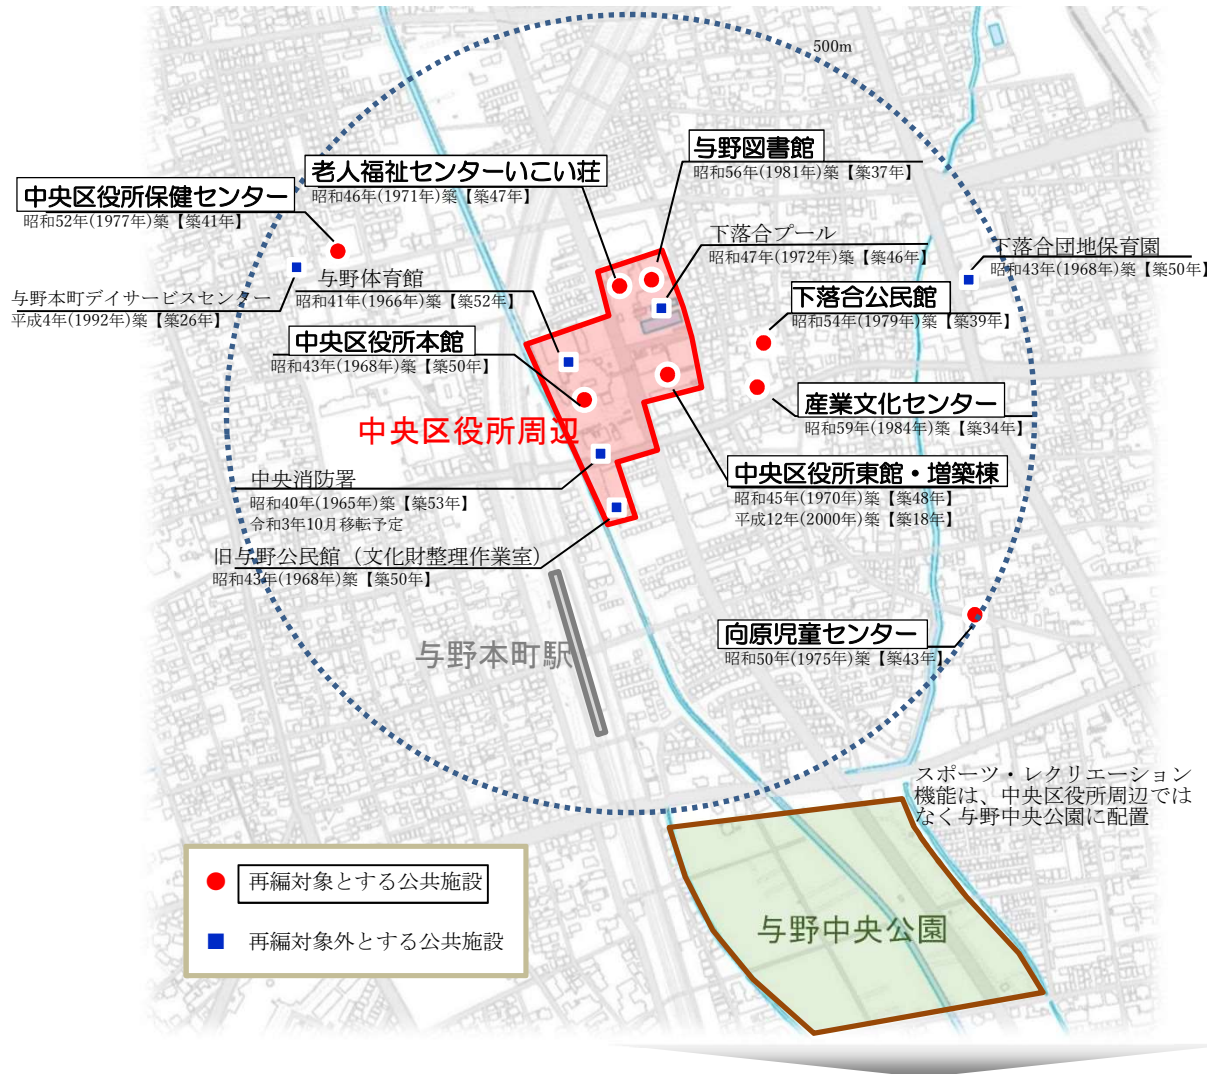 500m
与野図書館
昭和56年(1981年)築【築37年】
老人福祉センターいこい荘
昭和46年(1971年)築【築47年】
中央区役所保健センター
昭和52年(1977年)築【築41年】
下落合プール
昭和47年(1972年)築【築46年】
下落合団地保育園
昭和43年(1968年)築【築50年】
与野体育館
昭和41年(1966年)築【築52年】
与野本町デイサービスセンター
平成4年(1992年)築【築26年】
下落合公民館
昭和54年(1979年)築【築39年】
中央区役所本館
昭和43年(1968年)築【築50年】
産業文化センター
昭和59年(1984年)築【築34年】
中央区役所周辺
中央区役所東館・増築棟
昭和45年(1970年)築【築48年】
平成12年(2000年)築【築18年】
中央消防署
昭和40年(1965年)築【築53年】
令和3年10月移転予定
旧与野公民館（文化財整理作業室）
昭和43年(1968年)築【築50年】
向原児童センター
昭和50年(1975年)築【築43年】
与野本町駅
スポーツ・レクリエーション
機能は、中央区役所周辺では
なく与野中央公園に配置
与野中央公園
再編対象とする公共施設
再編対象外とする公共施設